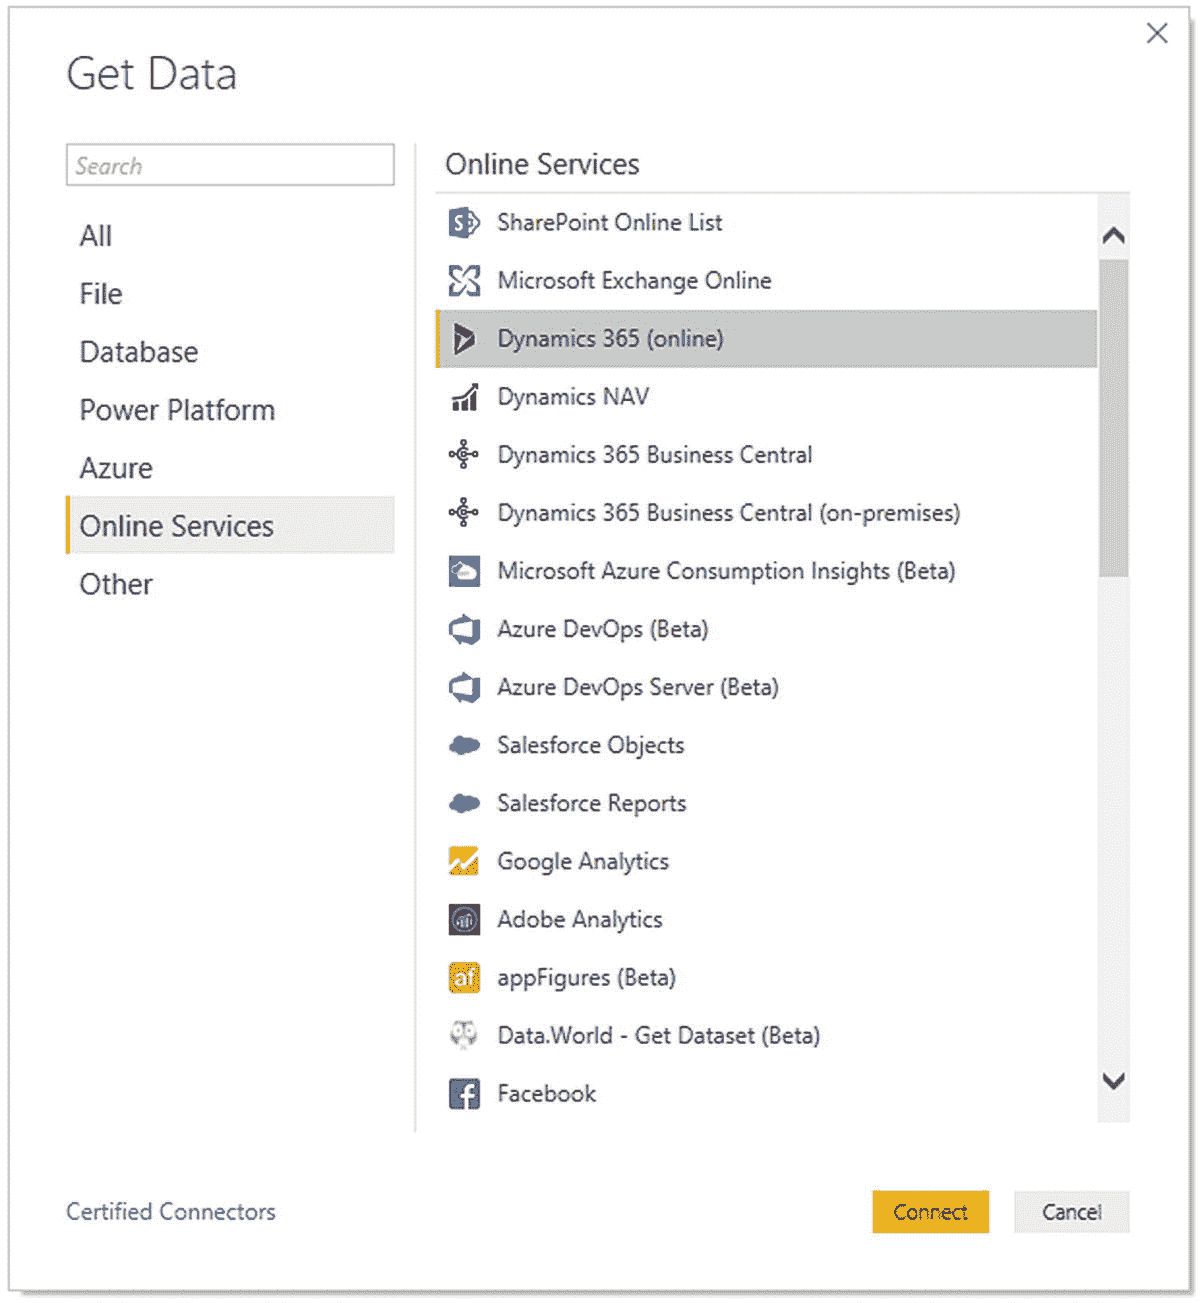 Get Data
Search
All
File
Database
Power Platform
Azure
Online Services
Other
Online Services
SharePoint Online List
Microsoft Exchange Online
Dynamics 365 (online)
Dynamics NAV
Dynamics 365 Business Central
Dynamics 365 Business Central (on-premises)
Microsoft Azure Consumption Insights (Beta)
Azure DevOps (Beta)
Azure DevOps Server (Beta)
Salesforce Objects
Salesforce Reports
Google Analytics
Adobe Analytics
af appFigures (Beta)
Data.World - Get Dataset (Beta)
Facebook
Certified Connectors
Connect
Cancel